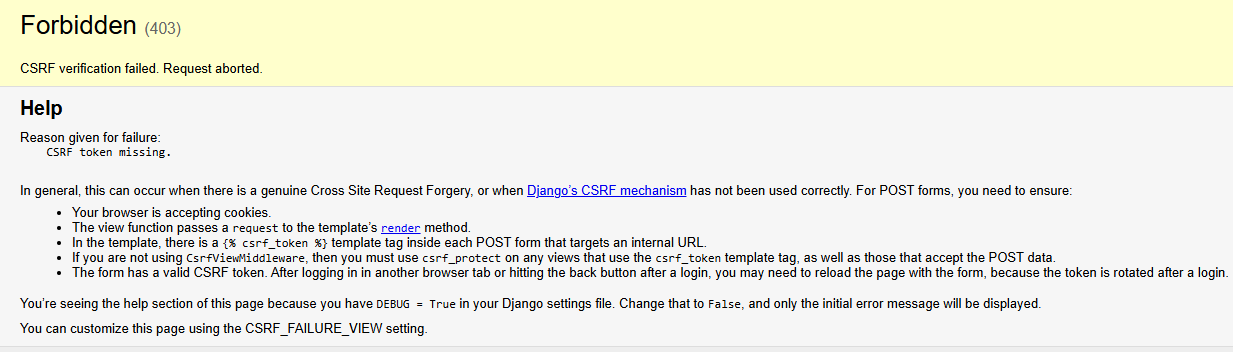 Forbidden (403)
CSRF verification failed. Request aborted.
Help
Reason given for failure:
CSRF token missing.
In general, this can occur when there is a genuine Cross Site Request Forgery, or when Django’s CSRF mechanism has not been used correctly. For POST forms, you need to ensure:
• Your browser is accepting cookies.
• The view function passes a request to the template’s render method.
• In the template, there is a {% csrf_token %} template tag inside each POST form that targets an internal URL.
• If you are not using CsrfViewMiddleware, then you must use csrf_protect on any views that use the csrf_token template tag, as well as those that accept the POST data.
• The form has a valid CSRF token. After logging in in another browser tab or hitting the back button after a login, you may need to reload the page with the form, because the token is rotated after a login.
You’re seeing the help section of this page because you have DEBUG = True in your Django settings file. Change that to False, and only the initial error message will be displayed.
You can customize this page using the CSRF_FAILURE_VIEW setting.